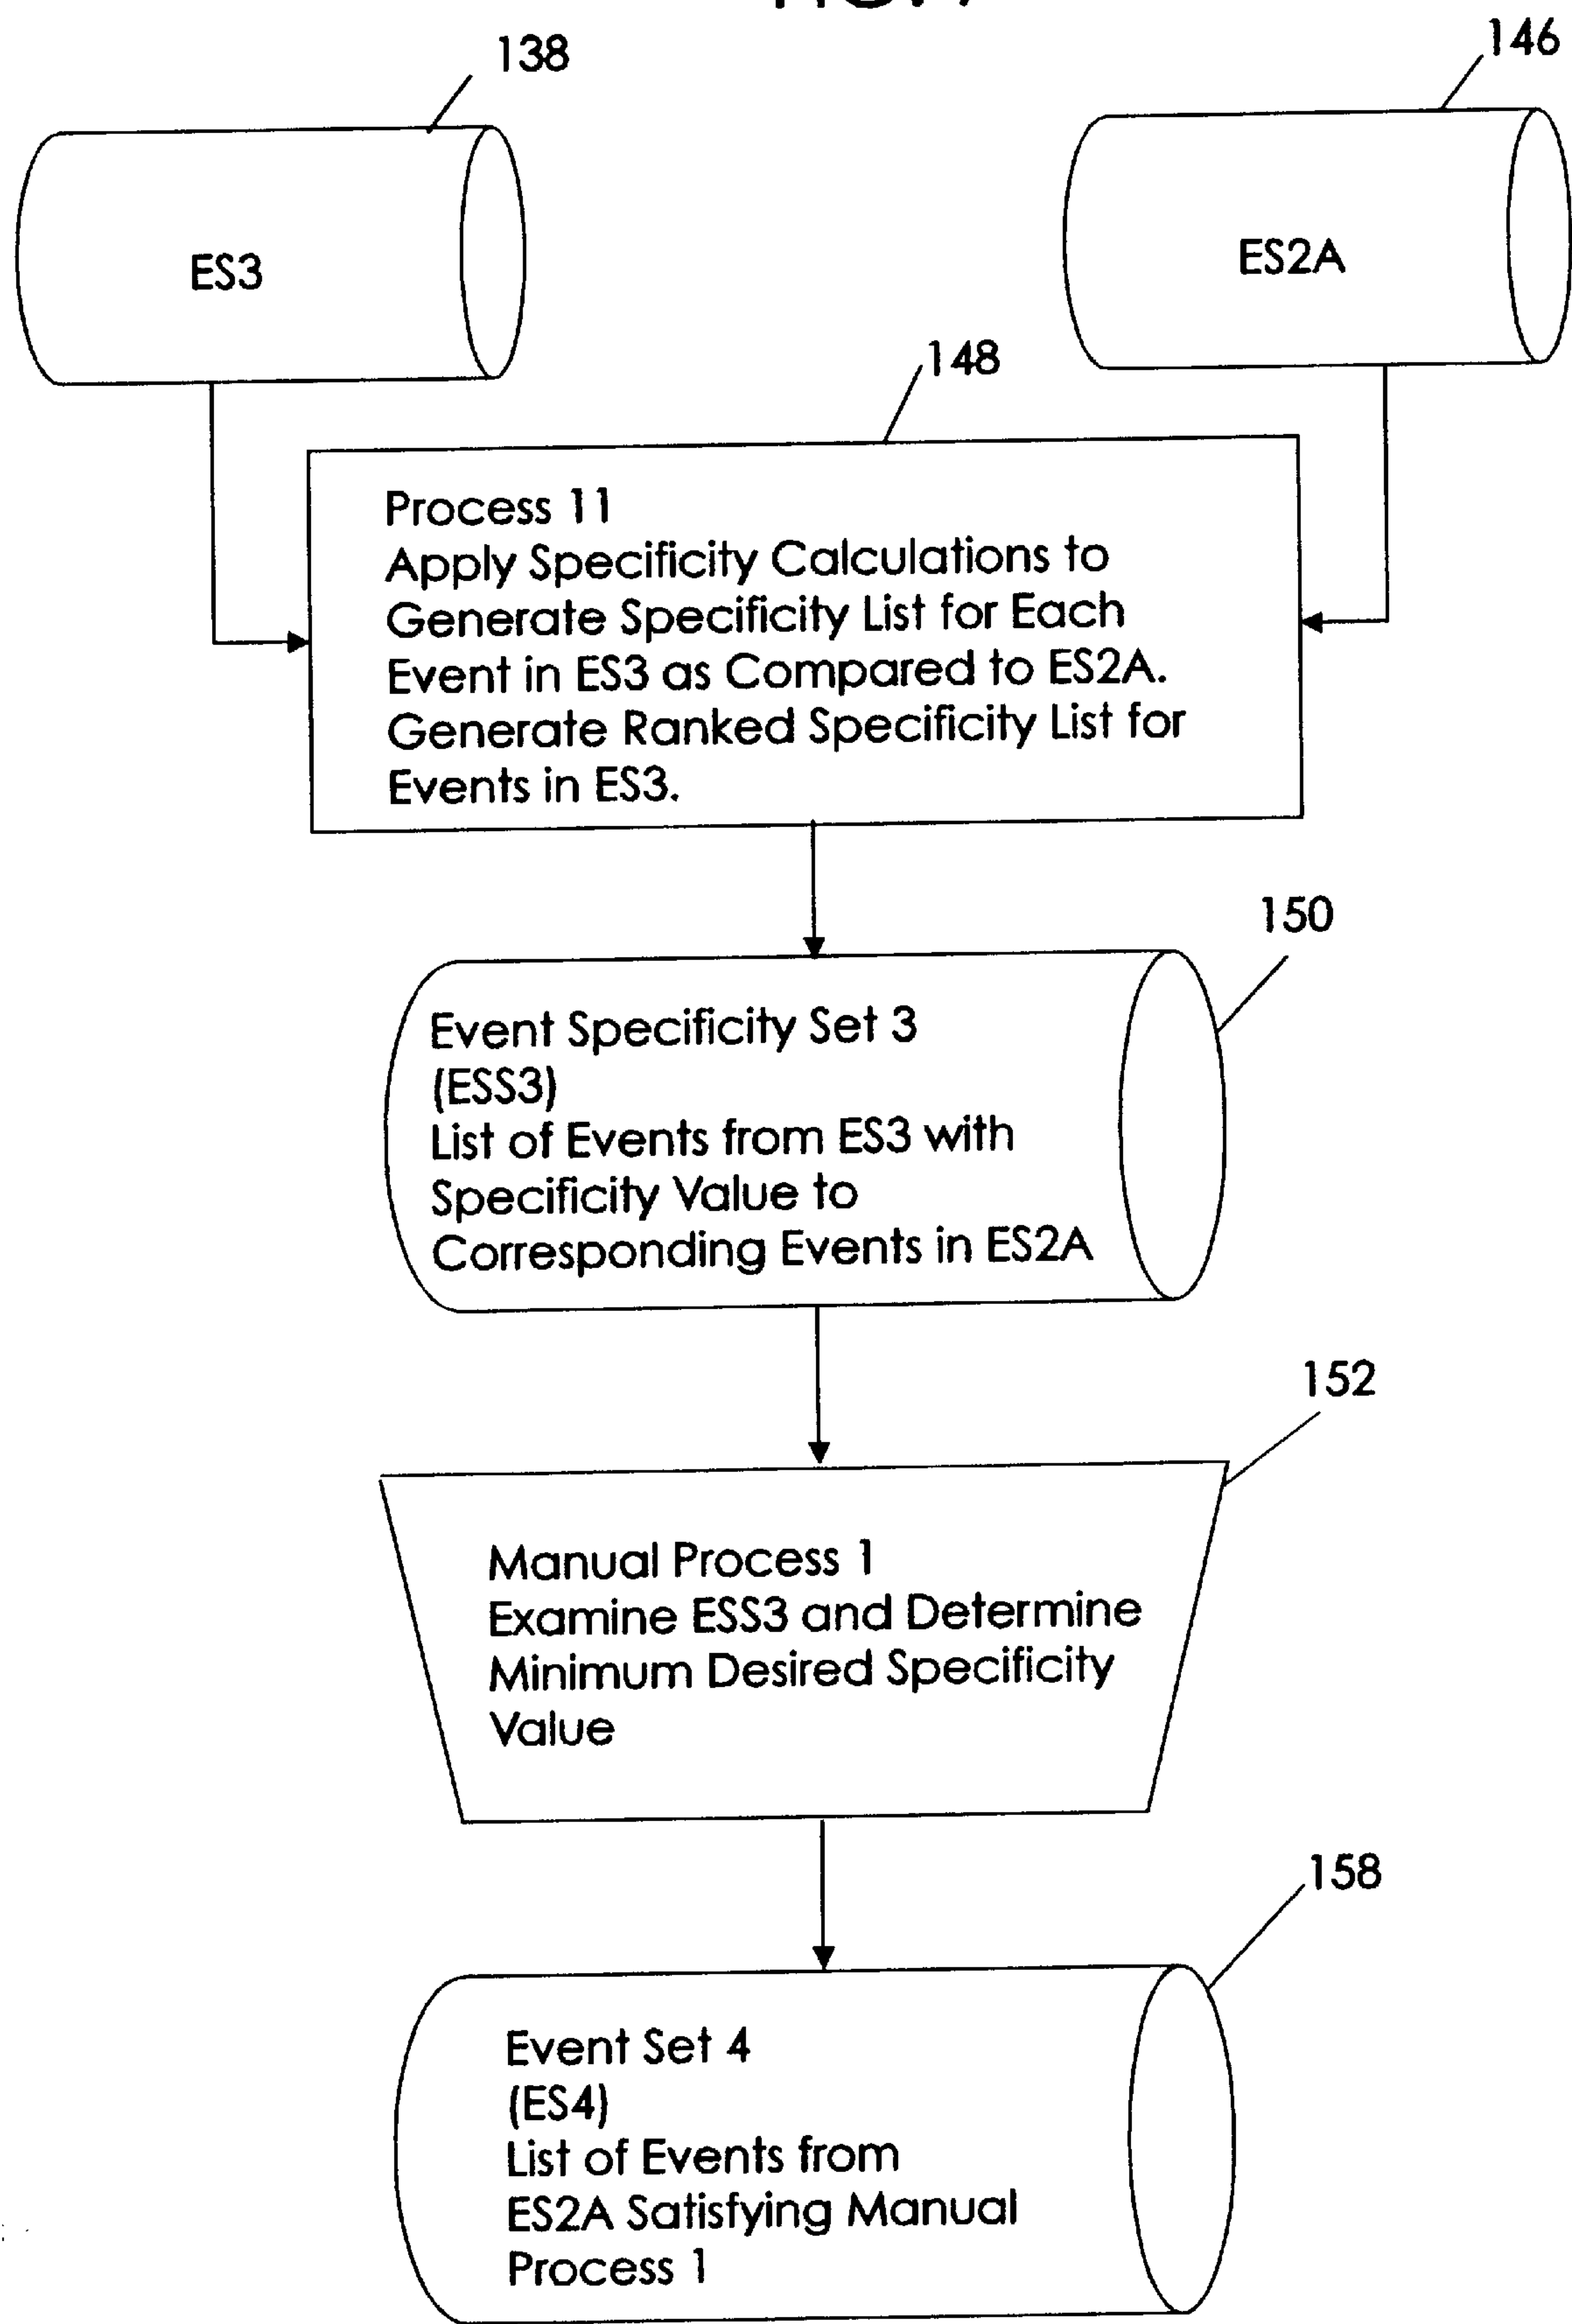 138
146
ES3
ES2A
148
Process 11
Apply Specificity Calculations to
Generate Specificity List for Each
Event in ES3 as Compared to ES2A.
Generate Ranked Specificity List for
Events in ES3.
150
Event Specificity Set 3
(ESS3)
List of Events from ES3 with
Specificity Value to
Corresponding Events in ES2A
152
Manual Process 1
Examine ESS3 and Determine
Minimum Desired Specificity
Value
158
Event Set 4
(ES4)
List of Events from
ES2A Satisfying Manual
Process 1